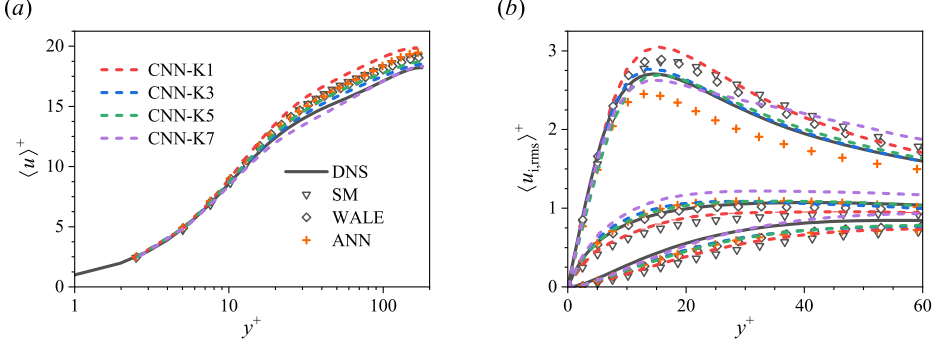 (a)
20
15
10
5
0
1
10
100
y⁺
⟨u⟩⁺
CNN-K1
CNN-K3
CNN-K5
CNN-K7
DNS
SM
WALE
ANN
(b)
3
2
1
0
0
20
40
60
y⁺
⟨u_i,rms⟩⁺